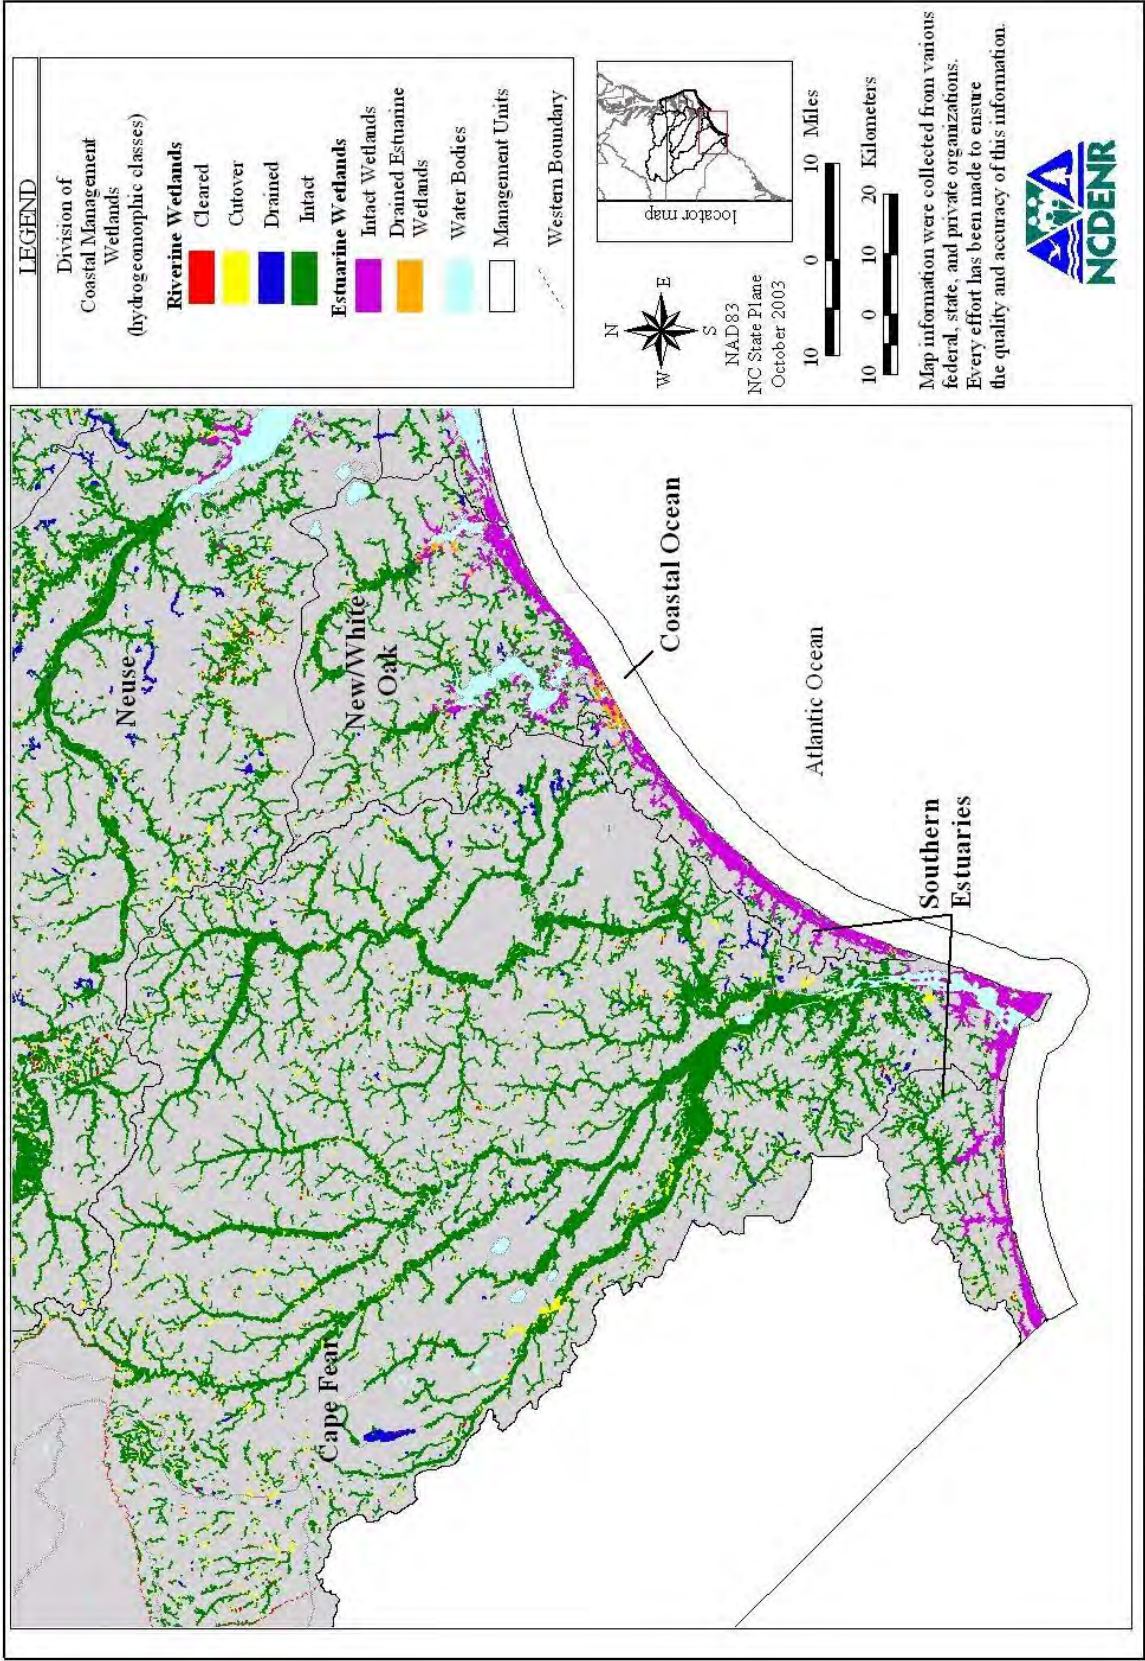 LEGEND
Division of
Coastal Management
Wetlands
(hydrogeomorphic classes)
Riverine Wetlands
Cleared
Cutover
Drained
Intact
Estuarine Wetlands
Intact Wetlands
Drained Estuarine
Wetlands
Water Bodies
Management Units
Western Boundary
N
W
E
S
NAD83
NC State Plane
October 2003
locator map
10 0 10 Miles
10 0 10 20 Kilometers
Map information were collected from various
federal, state, and private organizations.
Every effort has been made to ensure
the quality and accuracy of this information.
NCDENR
Neuse
New/White
Oak
Cape Fear
Coastal Ocean
Atlantic Ocean
Southern
Estuaries